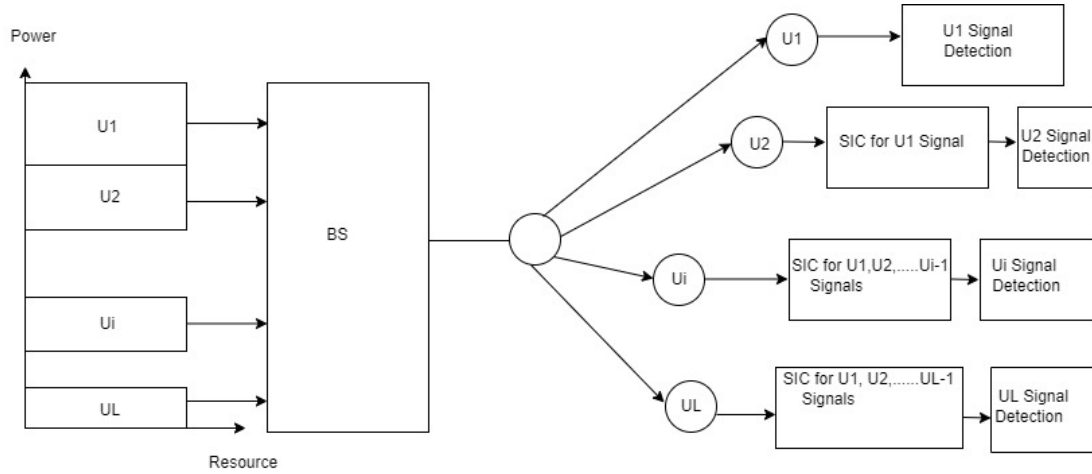 Power
U1
U2
Ui
UL
Resource
BS
U1
U1 Signal
Detection
U2
SIC for U1 Signal
U2 Signal
Detection
Ui
SIC for U1,U2,.....Ui-1
Signals
Ui Signal
Detection
UL
SIC for U1, U2,......UL-1
Signals
UL Signal
Detection